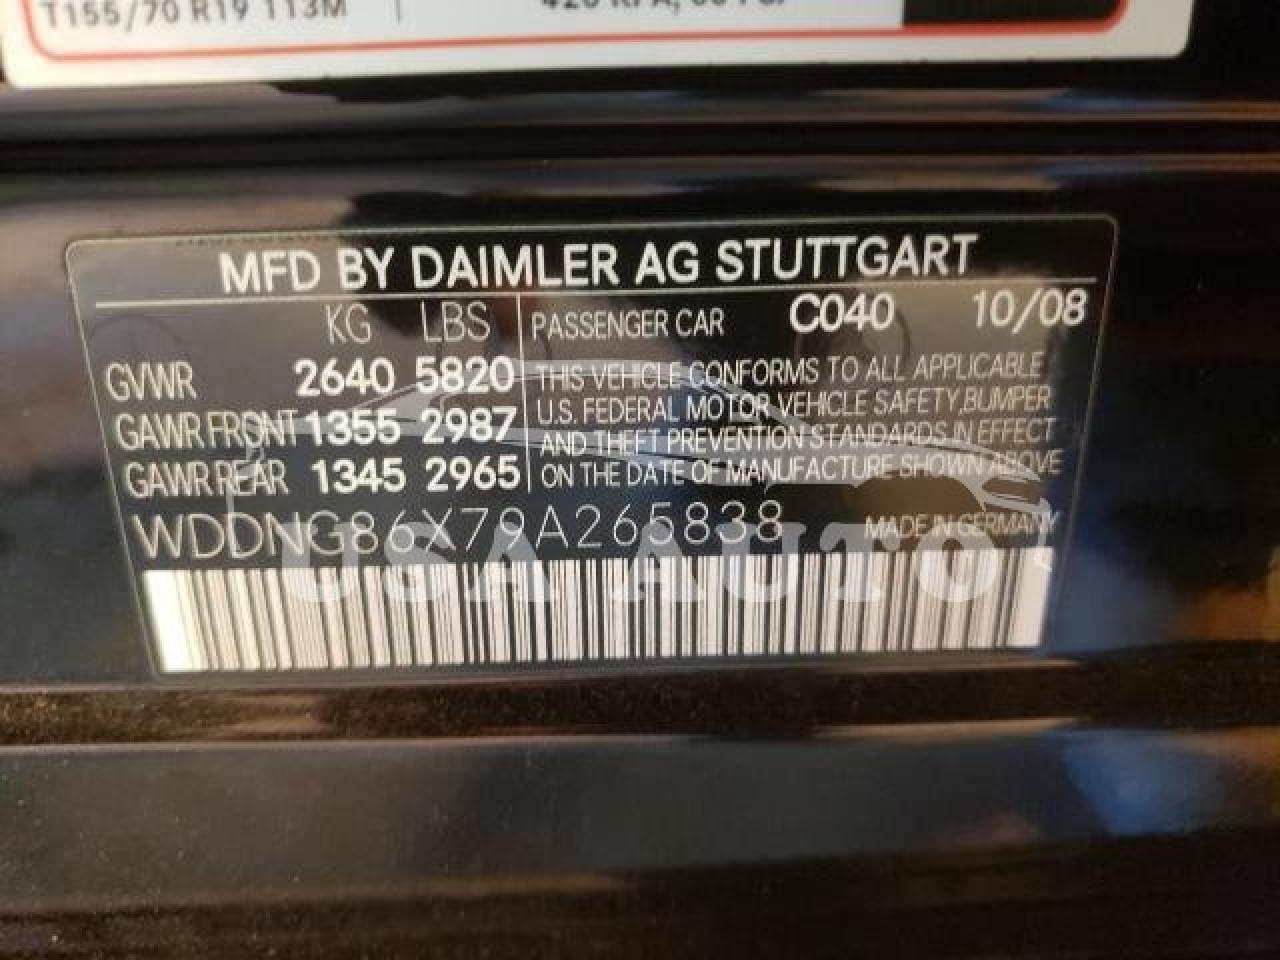 T155/70 R19 113M
MFD BY DAIMLER AG STUTTGART
KG LBS PASSENGER CAR C040 10/08
GVWR 2640 5820 THIS VEHICLE CONFORMS TO ALL APPLICABLE
GAWR FRONT 1355 2987 U.S. FEDERAL MOTOR VEHICLE SAFETY, BUMPER
AND THEFT PREVENTION STANDARDS IN EFFECT
GAWR REAR 1345 2965 ON THE DATE OF MANUFACTURE SHOWN ABOVE
WDDNG86X79A265838 MADE IN GERMANY
USA AUTO